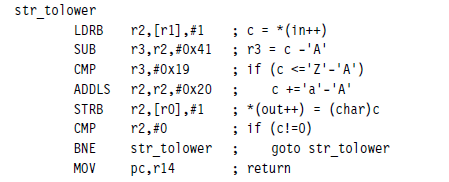 str_tolower
LDRB r2,[r1],#1 ; c = *(in++)
SUB r3,r2,#0x41 ; r3 = c -'A'
CMP r3,#0x19 ; if (c <='Z'-'A')
ADDLS r2,r2,#0x20 ; c +='a'-'A'
STRB r2,[r0],#1 ; *(out++) = (char)c
CMP r2,#0 ; if (c!=0)
BNE str_tolower ; goto str_tolower
MOV pc,r14 ; return